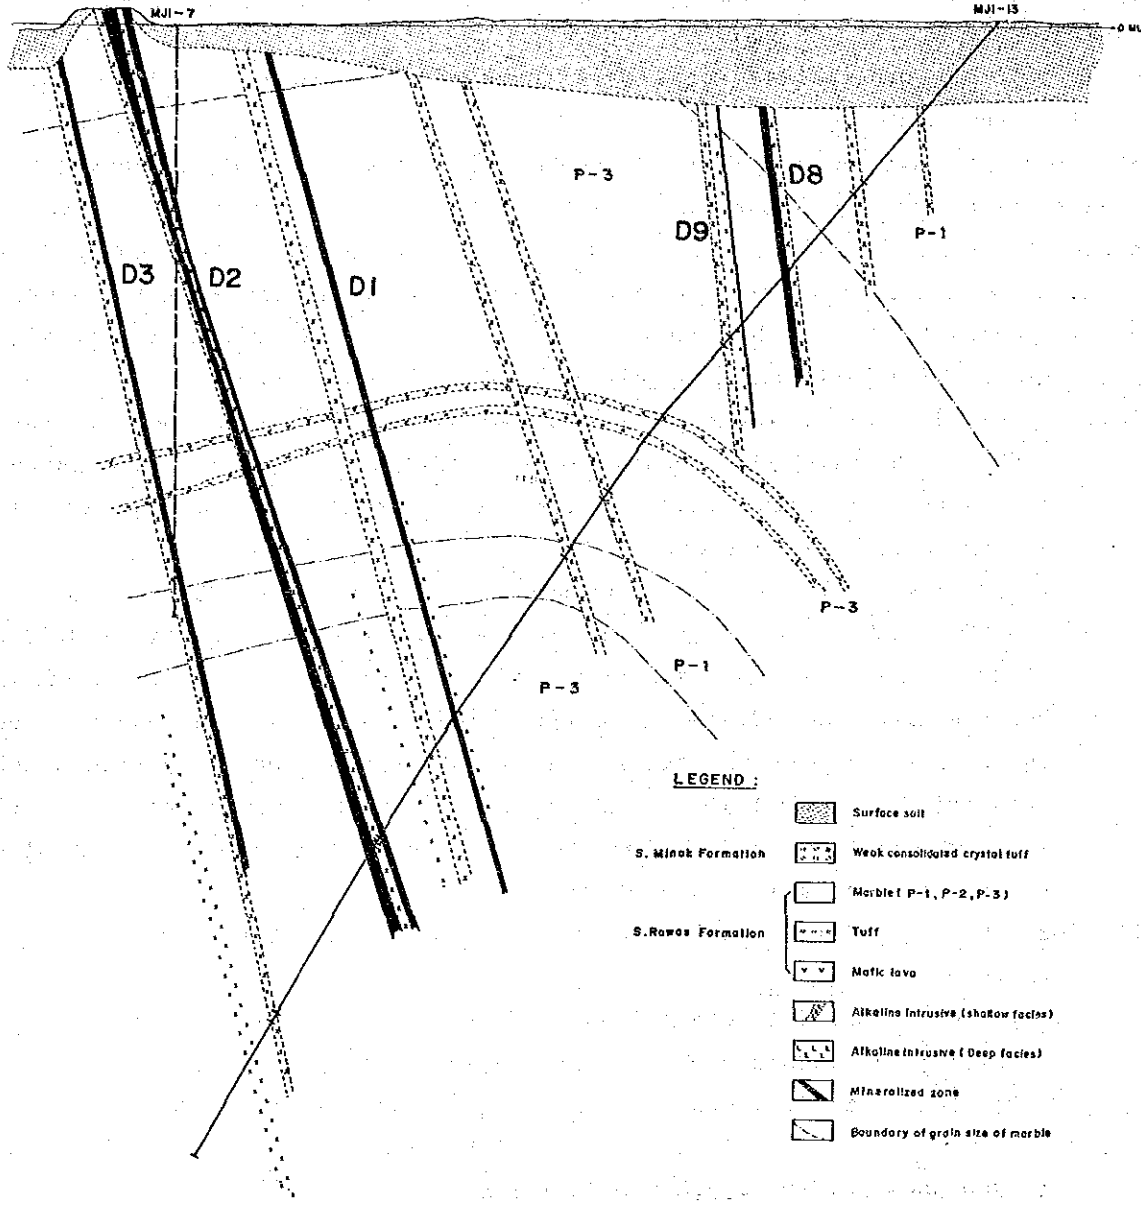 MJI-7
MJI-13
0 ML
P-3
D8
D9
P-1
D3
D2
D1
P-3
P-1
P-3
LEGEND :
Surface soil
S. Minak Formation
Weak consolidated crystal tuff
Marble( P-1, P-2, P-3)
S.Rawas Formation
Tuff
Mafic lava
Alkaline Intrusive (shallow facies)
Alkaline Intrusive ( Deep facies)
Mineralized zone
Boundary of grain size of marble